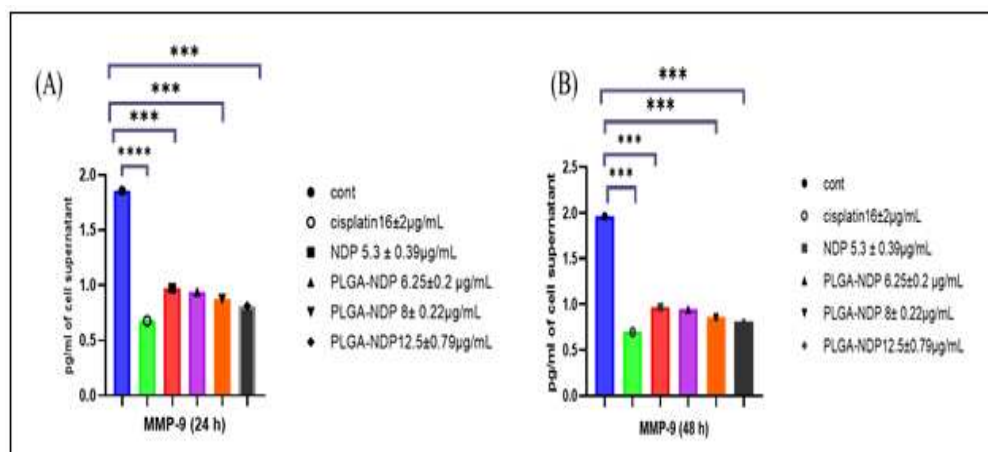 (A)
***
***
***
****
pg/ml of cell supernatant
2.0
1.5
1.0
0.5
0.0
MMP-9 (24 h)
cont
cisplatin16±2µg/mL
NDP 5.3 ± 0.39µg/mL
PLGA-NDP 6.25±0.2 µg/mL
PLGA-NDP 8± 0.22µg/mL
PLGA-NDP12.5±0.79µg/mL
(B)
***
***
***
***
pg/ml of cell supernatant
2.5
2.0
1.5
1.0
0.5
0.0
MMP-9 (48 h)
cont
cisplatin16±2µg/mL
NDP 5.3 ± 0.39µg/mL
PLGA-NDP 6.25±0.2 µg/mL
PLGA-NDP 8± 0.22µg/mL
PLGA-NDP12.5±0.79µg/mL